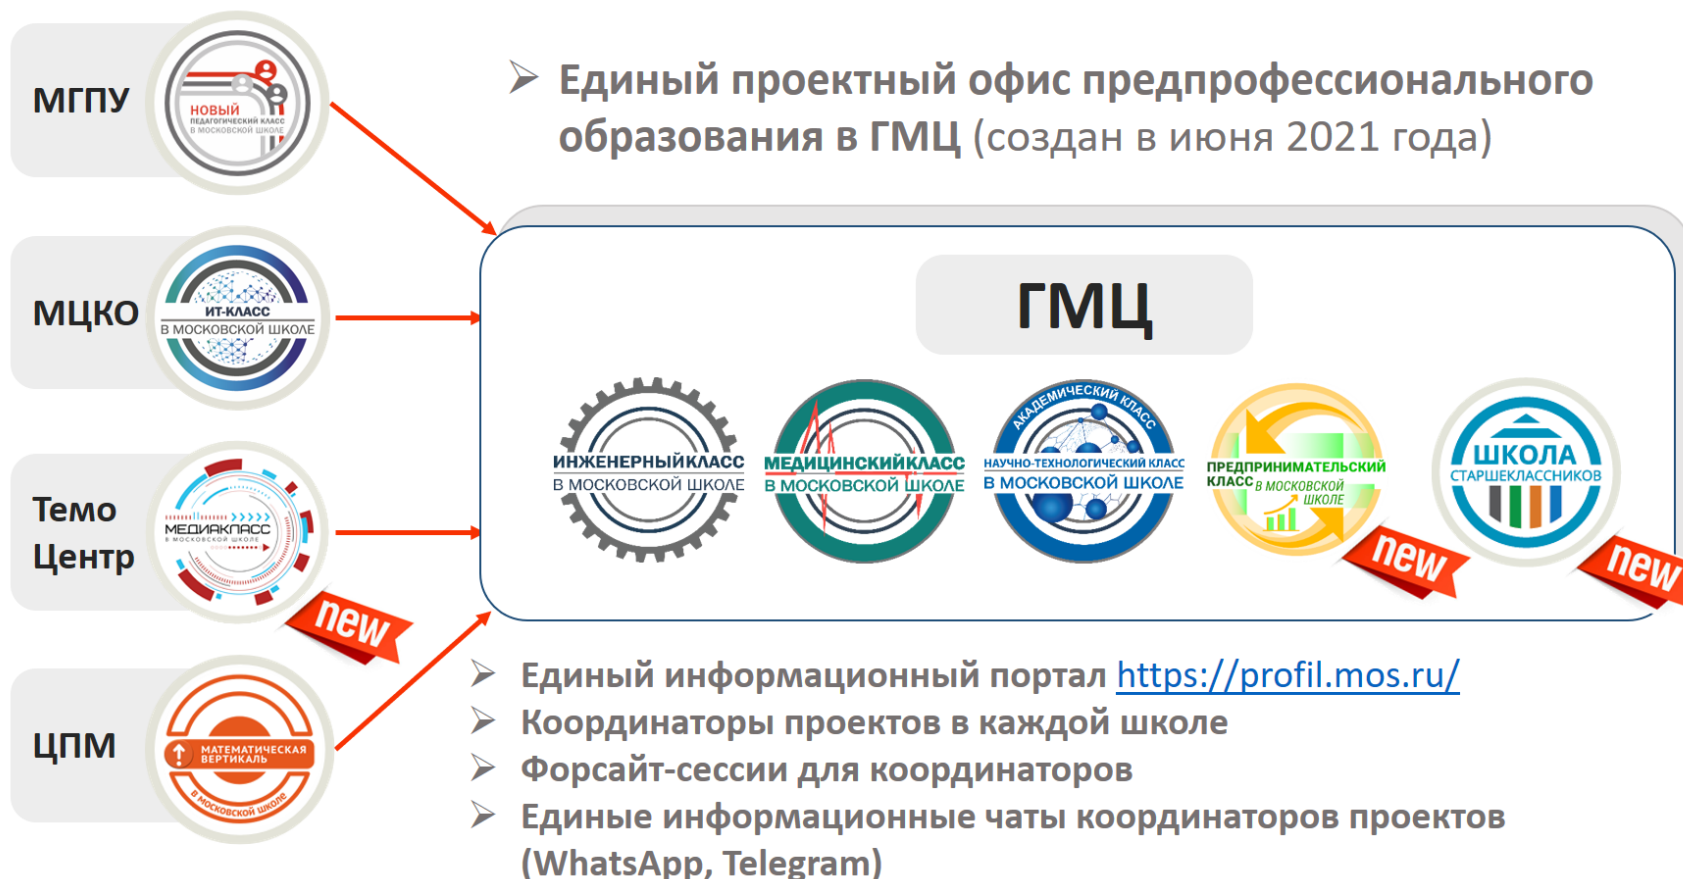 МГПУ
НОВЫЙ
ПЕДАГОГИЧЕСКИЙ КЛАСС
В МОСКОВСКОЙ ШКОЛЕ
➢ Единый проектный офис предпрофессионального
образования в ГМЦ (создан в июня 2021 года)
МЦКО
ИТ-КЛАСС
В МОСКОВСКОЙ ШКОЛЕ
Темо
Центр
МЕДИАКЛАСС
В МОСКОВСКОЙ ШКОЛЕ
new
ЦПМ
МАТЕМАТИЧЕСКАЯ
ВЕРТИКАЛЬ
В МОСКОВСКОЙ ШКОЛЕ
ГМЦ
ИНЖЕНЕРНЫЙКЛАСС
В МОСКОВСКОЙ ШКОЛЕ
МЕДИЦИНСКИЙКЛАСС
В МОСКОВСКОЙ ШКОЛЕ
АКАДЕМИЧЕСКИЙ КЛАСС
НАУЧНО-ТЕХНОЛОГИЧЕСКИЙ КЛАСС
В МОСКОВСКОЙ ШКОЛЕ
ПРЕДПРИНИМАТЕЛЬСКИЙ
КЛАСС В МОСКОВСКОЙ
ШКОЛЕ
new
ШКОЛА
СТАРШЕКЛАССНИКОВ
new
➢ Единый информационный портал https://profil.mos.ru/
➢ Координаторы проектов в каждой школе
➢ Форсайт-сессии для координаторов
➢ Единые информационные чаты координаторов проектов
(WhatsApp, Telegram)